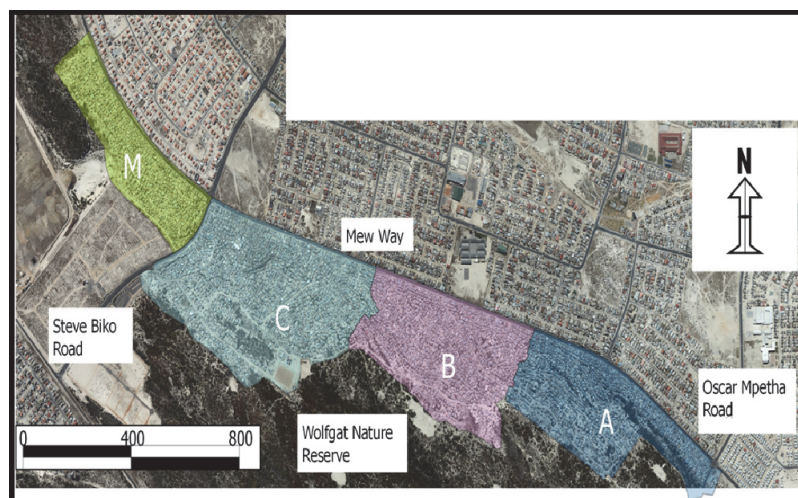 M
N
Mew Way
Steve Biko
Road
C
B
Oscar Mpetha
Road
A
Wolfgat Nature
Reserve
0 400 800